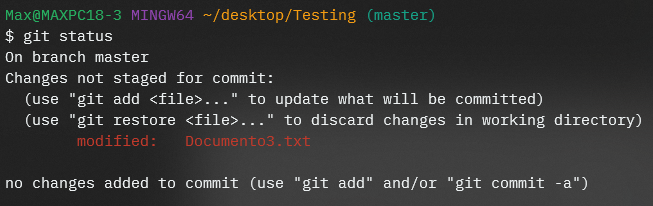 Max@MAXPC18-3 MINGW64 ~/desktop/Testing (master)
$ git status
On branch master
Changes not staged for commit:
  (use "git add <file>..." to update what will be committed)
  (use "git restore <file>..." to discard changes in working directory)
        modified:   Documento3.txt

no changes added to commit (use "git add" and/or "git commit -a")